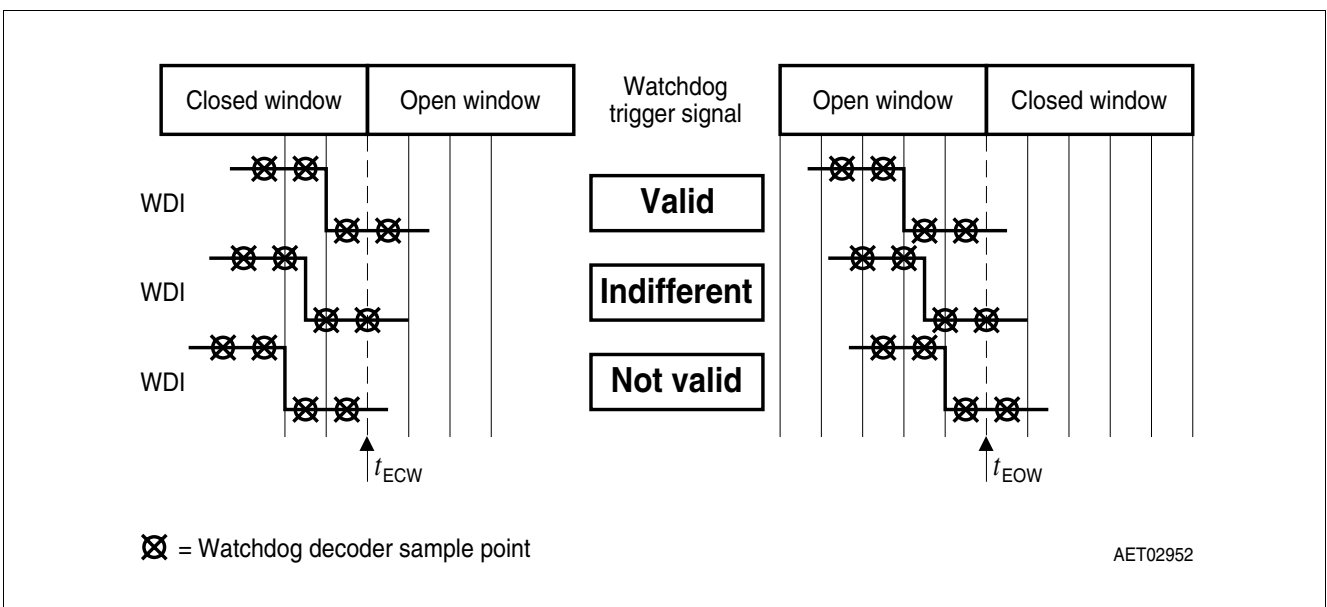 Closed window
Open window
Watchdog
trigger signal
Open window
Closed window
WDI
Valid
WDI
Indifferent
WDI
Not valid
tECW
tEOW
= Watchdog decoder sample point
AET02952